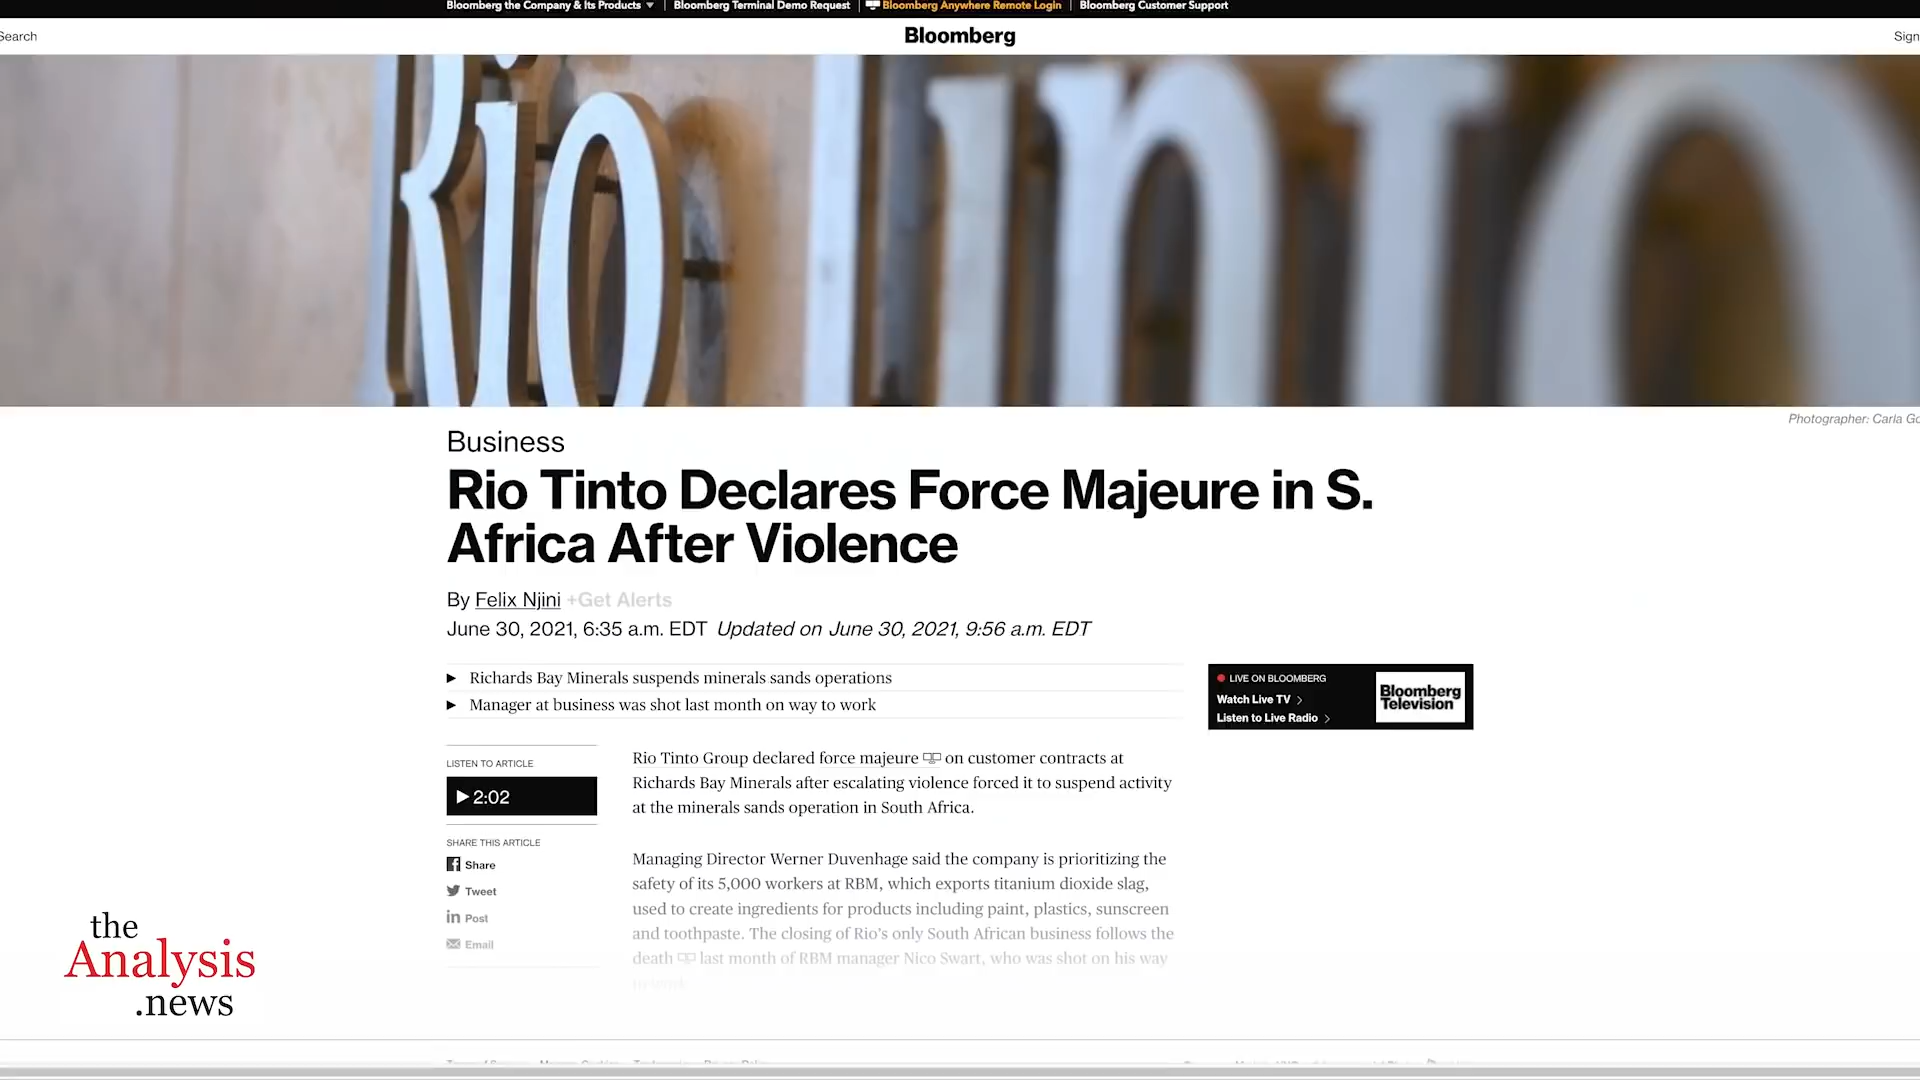 Bloomberg the Company & Its Products ▼ | Bloomberg Terminal Demo Request | Bloomberg Anywhere Remote Login | Bloomberg Customer Support
Search
Bloomberg
Sign
Rio Tinto
Photographer: Carla Go
Business
Rio Tinto Declares Force Majeure in S.
Africa After Violence
By Felix Njini +Get Alerts
June 30, 2021, 6:35 a.m. EDT Updated on June 30, 2021, 9:56 a.m. EDT
► Richards Bay Minerals suspends minerals sands operations
► Manager at business was shot last month on way to work
LIVE ON BLOOMBERG
Watch Live TV >
Listen to Live Radio >
Bloomberg
Television
LISTEN TO ARTICLE
▶ 2:02
SHARE THIS ARTICLE
Share
Tweet
Post
Email
Rio Tinto Group declared force majeure on customer contracts at
Richards Bay Minerals after escalating violence forced it to suspend activity
at the minerals sands operation in South Africa.
Managing Director Werner Duvenhage said the company is prioritizing the
safety of its 5,000 workers at RBM, which exports titanium dioxide slag,
used to create ingredients for products including paint, plastics, sunscreen
and toothpaste. The closing of Rio's only South African business follows the
death last month of RBM manager Nico Swart, who was shot on his way
the
Analysis
.news